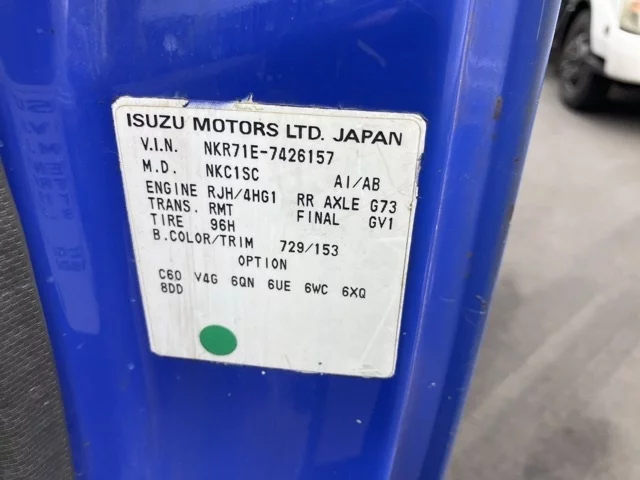 ISUZU MOTORS LTD. JAPAN
V.I.N. NKR71E-7426157
M.D. NKC1SC A1/AB
ENGINE RJH/4HG1 RR AXLE G73
TRANS. RMT FINAL GV1
TIRE 96H
B.COLOR/TRIM 729/153
OPTION
C60 V4G 6QN 6UE 6WC 6XQ
8DD